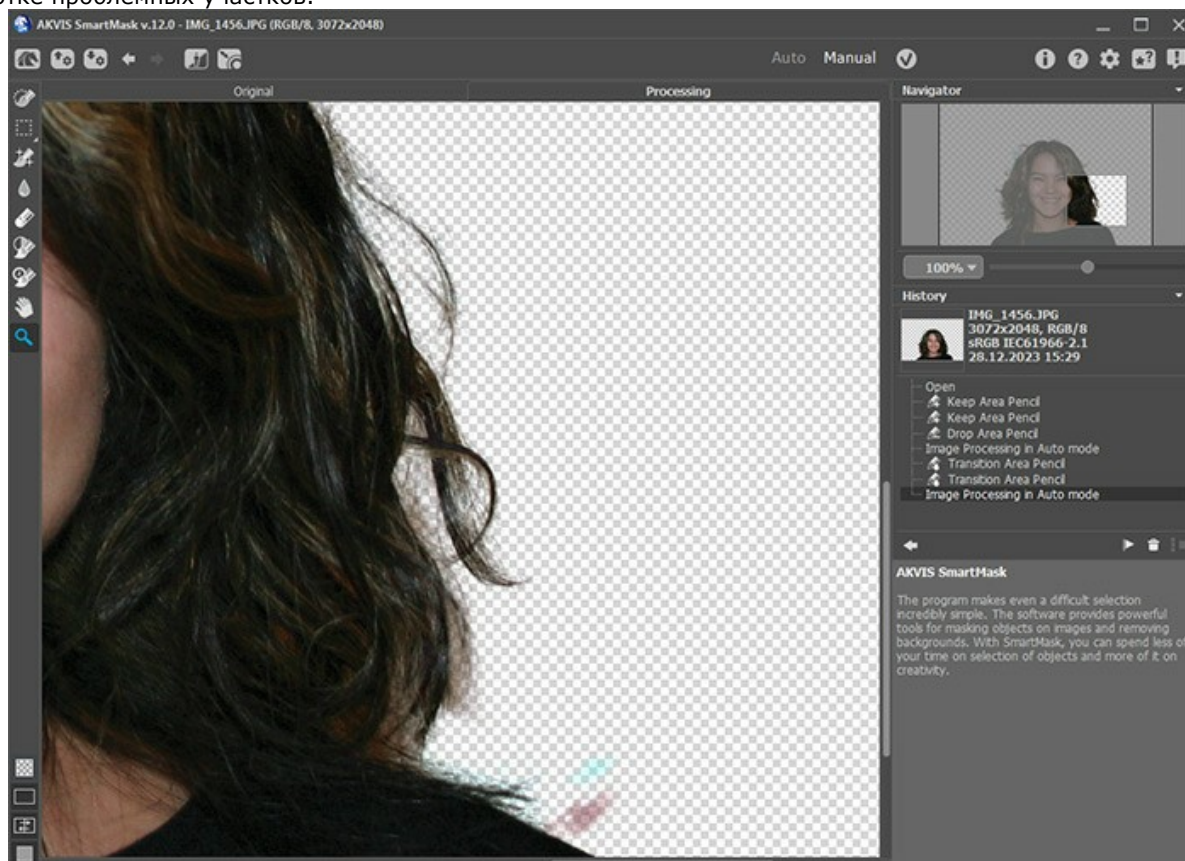 тке проблемных участков.
AKVIS SmartMask v.12.0 - IMG_1456.JPG (RGB/8, 3072x2048)
Auto Manual
Original Processing
Navigator
100%
History
IMG_1456.JPG
3072x2048, RGB/8
sRGB IEC61966-2.1
28.12.2023 15:29
Open
Keep Area Pencil
Keep Area Pencil
Drop Area Pencil
Image Processing in Auto mode
Transition Area Pencil
Transition Area Pencil
Image Processing in Auto mode
AKVIS SmartMask
The program makes even a difficult selection
incredibly simple. The software provides powerful
tools for masking objects on images and removing
backgrounds. With SmartMask, you can spend less of
your time on selection of objects and more of it on
creativity.